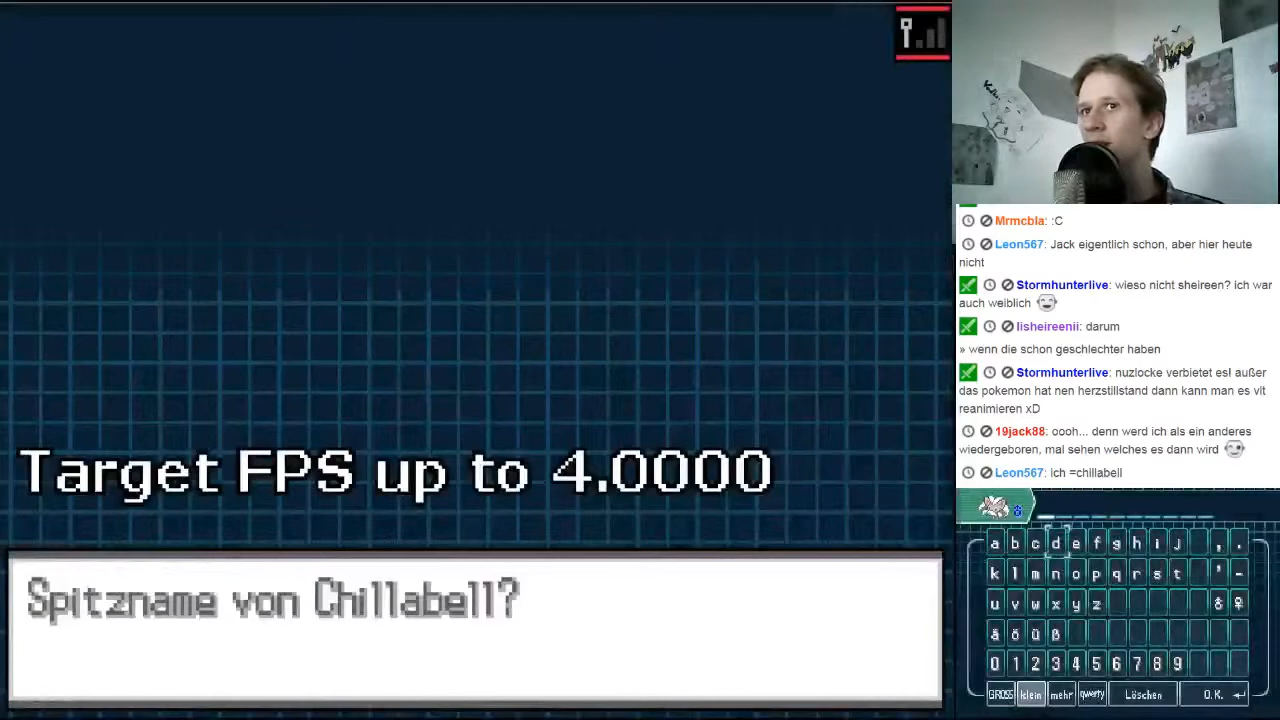 Target FPS up to 4.0000
Spitzname von Chillabell?
Mrmcbla: :C
Leon567: Jack eigentlich schon, aber hier heute
nicht
Stormhunterlive: wieso nicht sheireen? ich war
auch weiblich
lisheireenii: darum
» wenn die schon geschlechter haben
Stormhunterlive: nuzlocke verbietet es! außer
das pokemon hat nen herzstillstand dann kann man es vlt
reanimieren xD
19jack88: oooh... denn werd ich als ein anderes
wiedergeboren, mal sehen welches es dann wird
Leon567: ich =chillabell
a b c d e f g h i j , .
k l m n o p q r s t ' -
u v w x y z ♂ ♀
ä ö ü ß
0 1 2 3 4 5 6 7 8 9
GROSS klein mehr qwerty Löschen O.K.